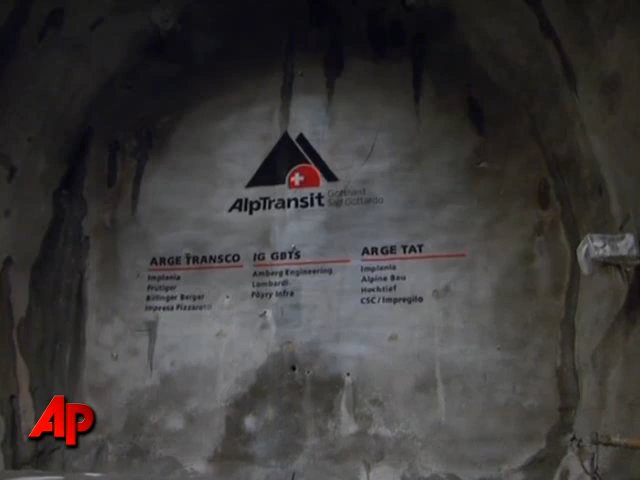 AlpTransit Gotthard
San Gottardo
ARGE TRANSCO
Implenia
Frutiger
Bilfinger Berger
Impresa Pizzarotti
IG GBTS
Amberg Engineering
Lombardi
Pöyry Infra
ARGE TAT
Implenia
Alpine Bau
Hochtief
CSC/Impregilo
AP